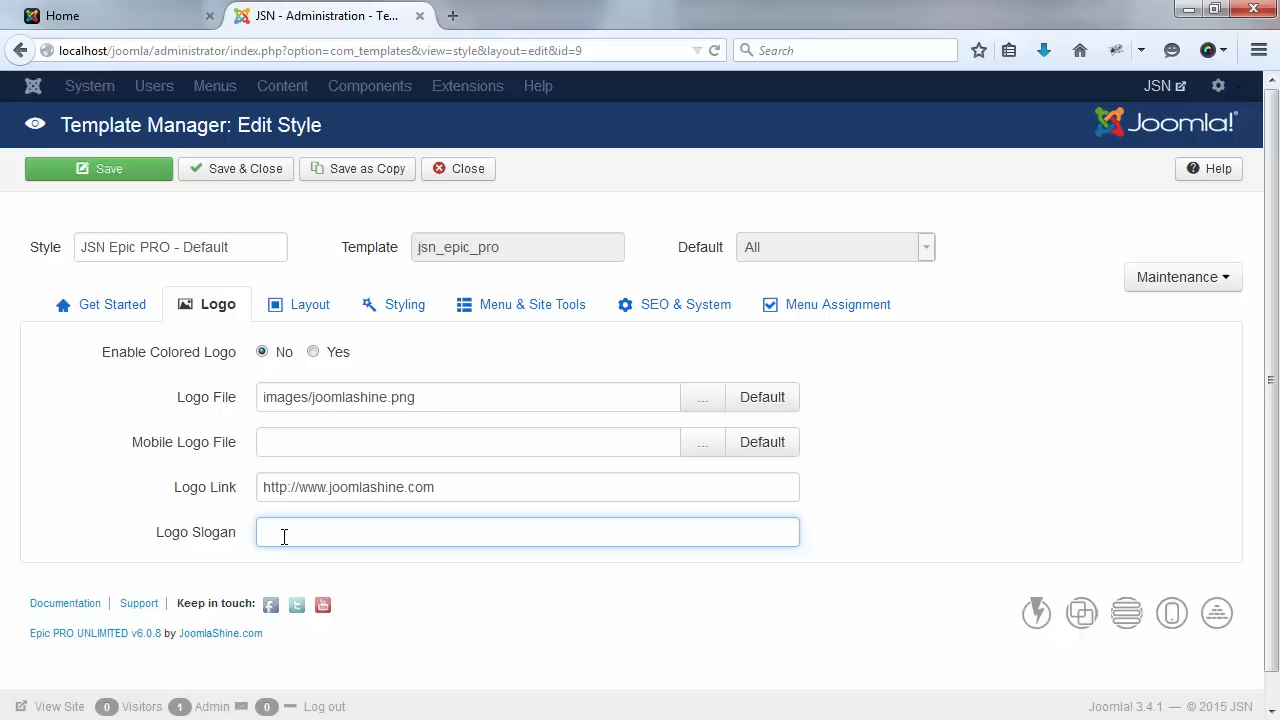 Home
JSN - Administration - Te...
localhost/joomla/administrator/index.php?option=com_templates&view=style&layout=edit&id=9
Search
System Users Menus Content Components Extensions Help
JSN
Template Manager: Edit Style
Joomla!®
Save
Save & Close
Save as Copy
Close
Help
Style JSN Epic PRO - Default
Template jsn_epic_pro
Default All
Maintenance
Get Started Logo Layout Styling Menu & Site Tools SEO & System Menu Assignment
Enable Colored Logo No Yes
Logo File images/joomlashine.png ... Default
Mobile Logo File ... Default
Logo Link http://www.joomlashine.com
Logo Slogan
Documentation Support Keep in touch:
Epic PRO UNLIMITED v6.0.8 by JoomlaShine.com
View Site 0 Visitors 1 Admin 0 Log out
Joomla! 3.4.1 — © 2015 JSN